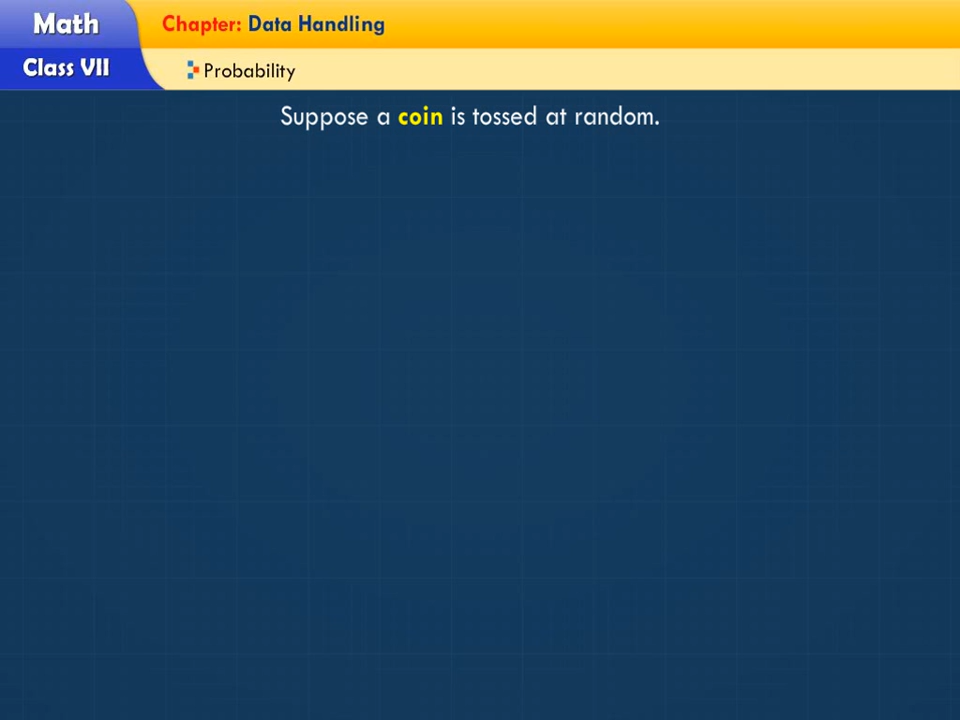 Math
Chapter: Data Handling
Class VII
Probability
Suppose a coin is tossed at random.